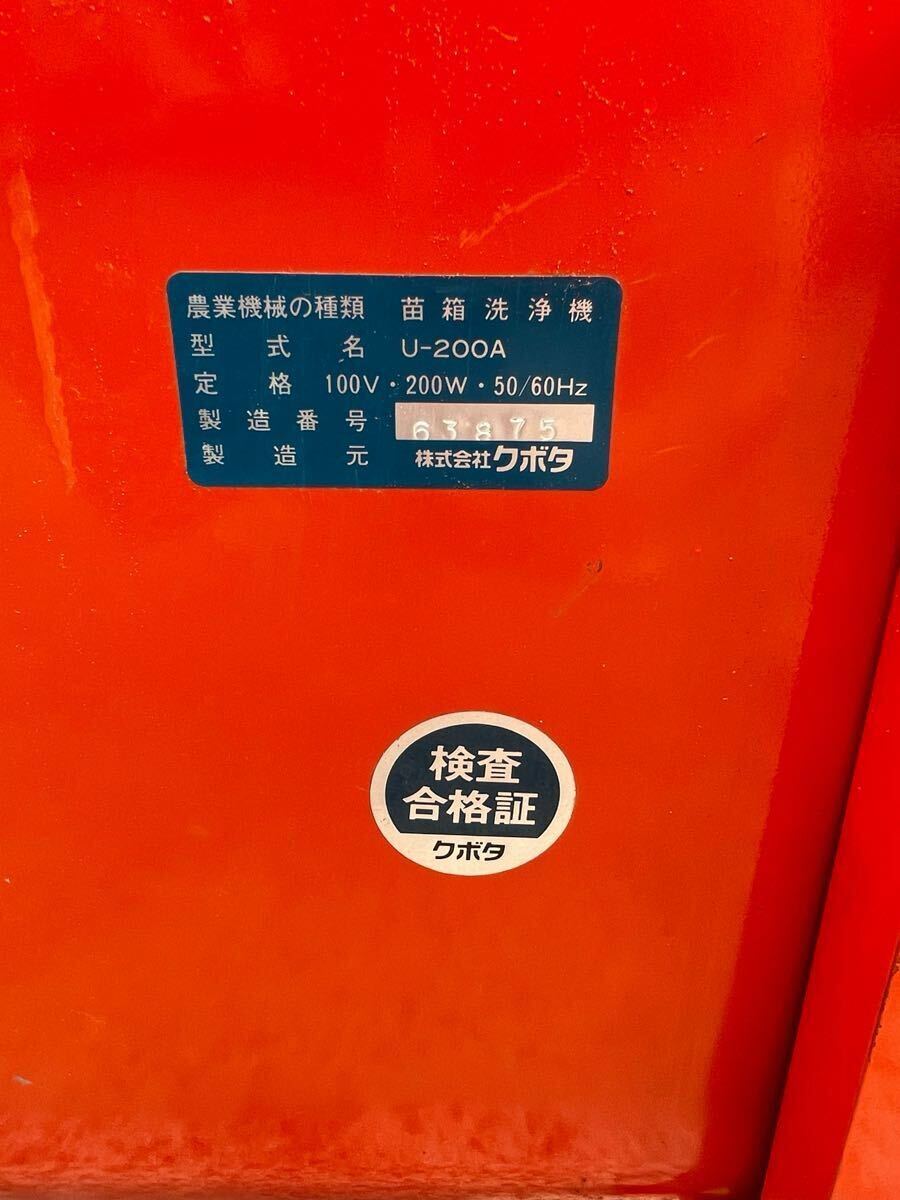 農業機械の種類 苗箱洗浄機
型式名 U-200A
定格 100V・200W・50/60Hz
製造番号 63875
製造元 株式会社クボタ
検査
合格証
クボタ